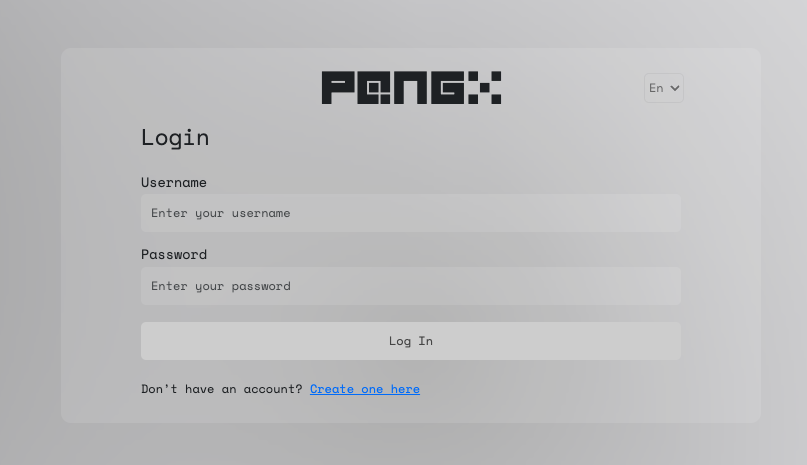 P@NGX
En
Login
Username
Enter your username
Password
Enter your password
Log In
Don't have an account? Create one here